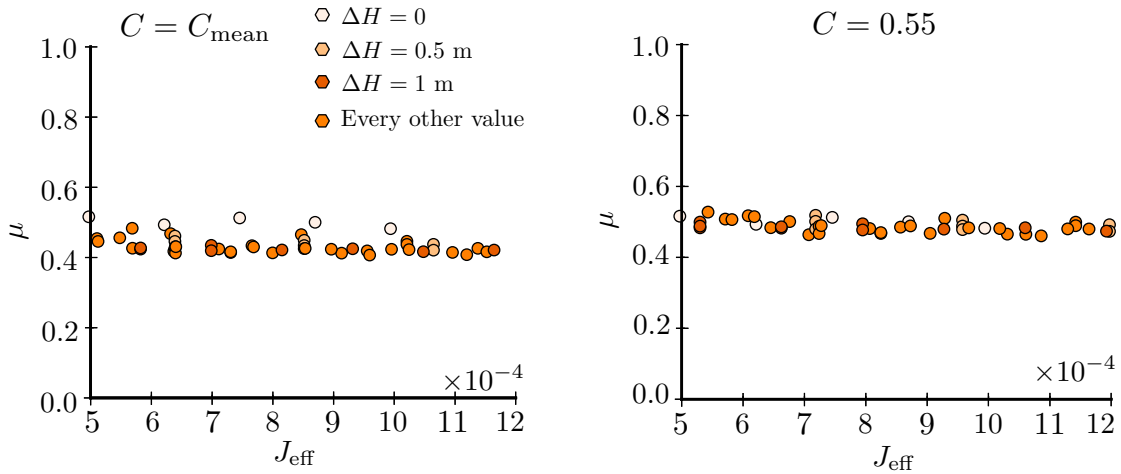 C = C_mean
ΔH = 0
ΔH = 0.5 m
ΔH = 1 m
Every other value
1.0
0.8
0.6
0.4
0.2
0.0
μ
×10⁻⁴
5 6 7 8 9 10 11 12
J_eff
C = 0.55
1.0
0.8
0.6
0.4
0.2
0.0
μ
×10⁻⁴
5 6 7 8 9 10 11 12
J_eff